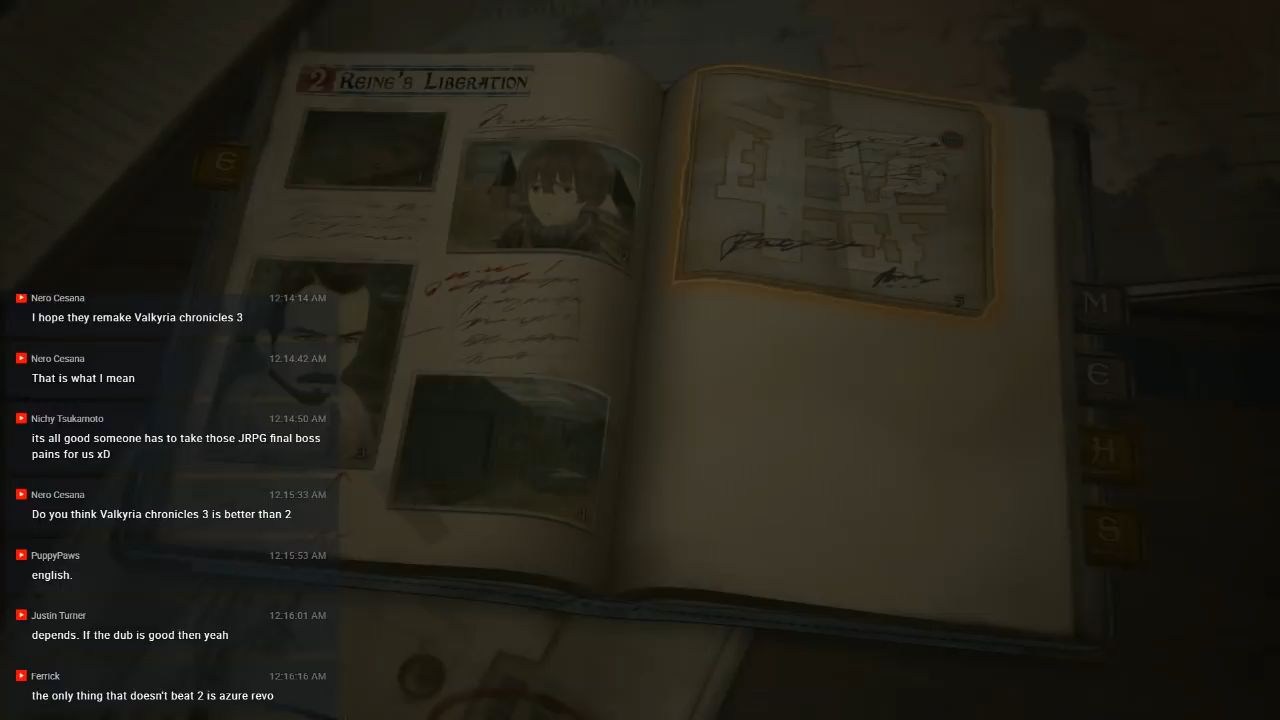 2 REINE'S LIBERATION
E
M
E
H
S
Nero Cesana 12:14:14 AM
I hope they remake Valkyria chronicles 3
Nero Cesana 12:14:42 AM
That is what I mean
Nichy Tsukamoto 12:14:50 AM
its all good someone has to take those JRPG final boss
pains for us xD
Nero Cesana 12:15:33 AM
Do you think Valkyria chronicles 3 is better than 2
PuppyPaws 12:15:53 AM
english.
Justin Turner 12:16:01 AM
depends. If the dub is good then yeah
Ferrick 12:16:16 AM
the only thing that doesn't beat 2 is azure revo